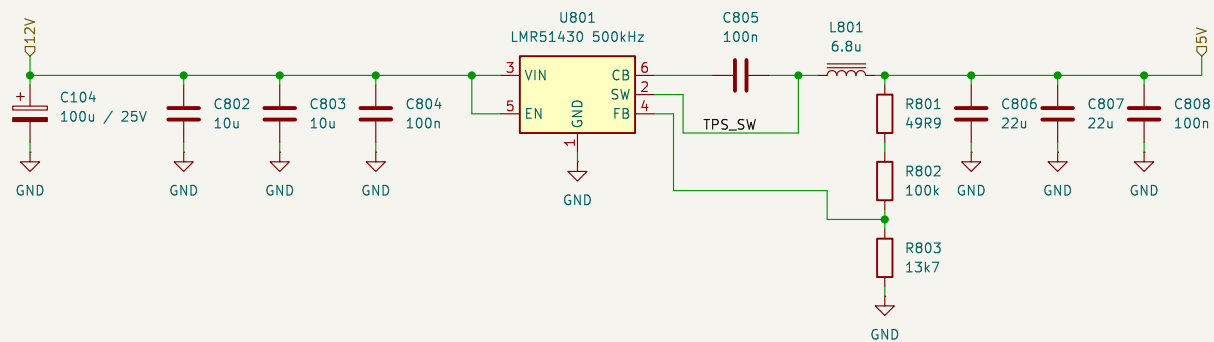 12V
C104
100u / 25V
GND
C802
10u
GND
C803
10u
GND
C804
100n
GND
U801
LMR51430 500kHz
3
VIN
5
EN
CB
6
SW
2
FB
4
GND
1
GND
TPS_SW
C805
100n
L801
6.8u
R801
49R9
R802
100k
R803
13k7
GND
C806
22u
GND
C807
22u
GND
C808
100n
GND
5V